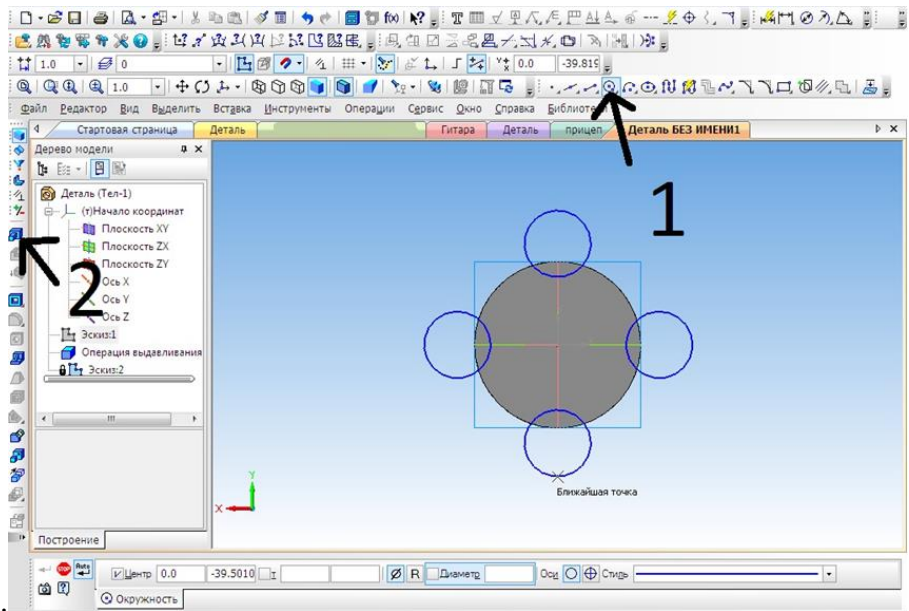 1.0 0 0.0 -39.819
1.0
Файл Редактор Вид Выделить Вставка Инструменты Операции Сервис Окно Справка
Стартовая страница Деталь Гитара Деталь прицеп Деталь БЕЗ ИМЕНИ1
Дерево модели
Деталь (Тел-1)
(т)Начало координат
Плоскость XY
Плоскость ZX
Плоскость ZY
Ось X
Ось Y
Ось Z
Эскиз:1
Операция выдавливания
Эскиз:2
1
2
Ближайшая точка
Y
X
Построение
STOP Auto Центр 0.0 -39.5010 т R Диаметр Оси Стиль
Окружность